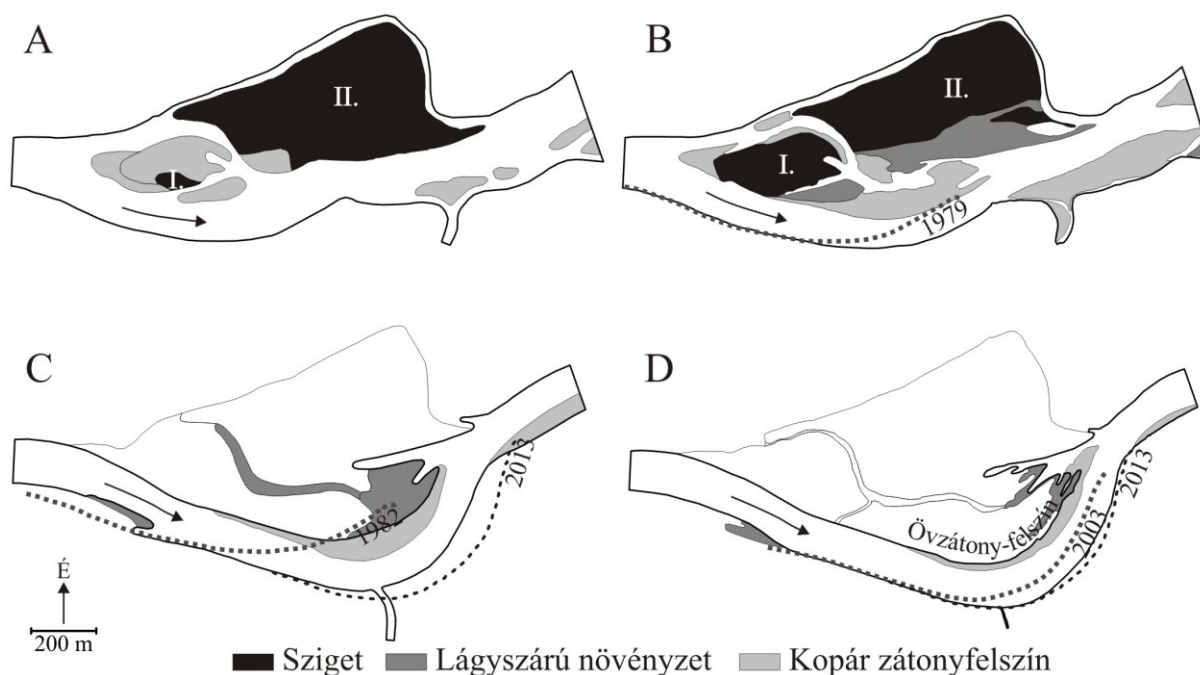 A
I.
II.
B
I.
II.
1979
C
1982
2013
D
Övzátony-felszín
2003
2013
É
200 m
Sziget
Lágyszárú növényzet
Kopár zátonyfelszín